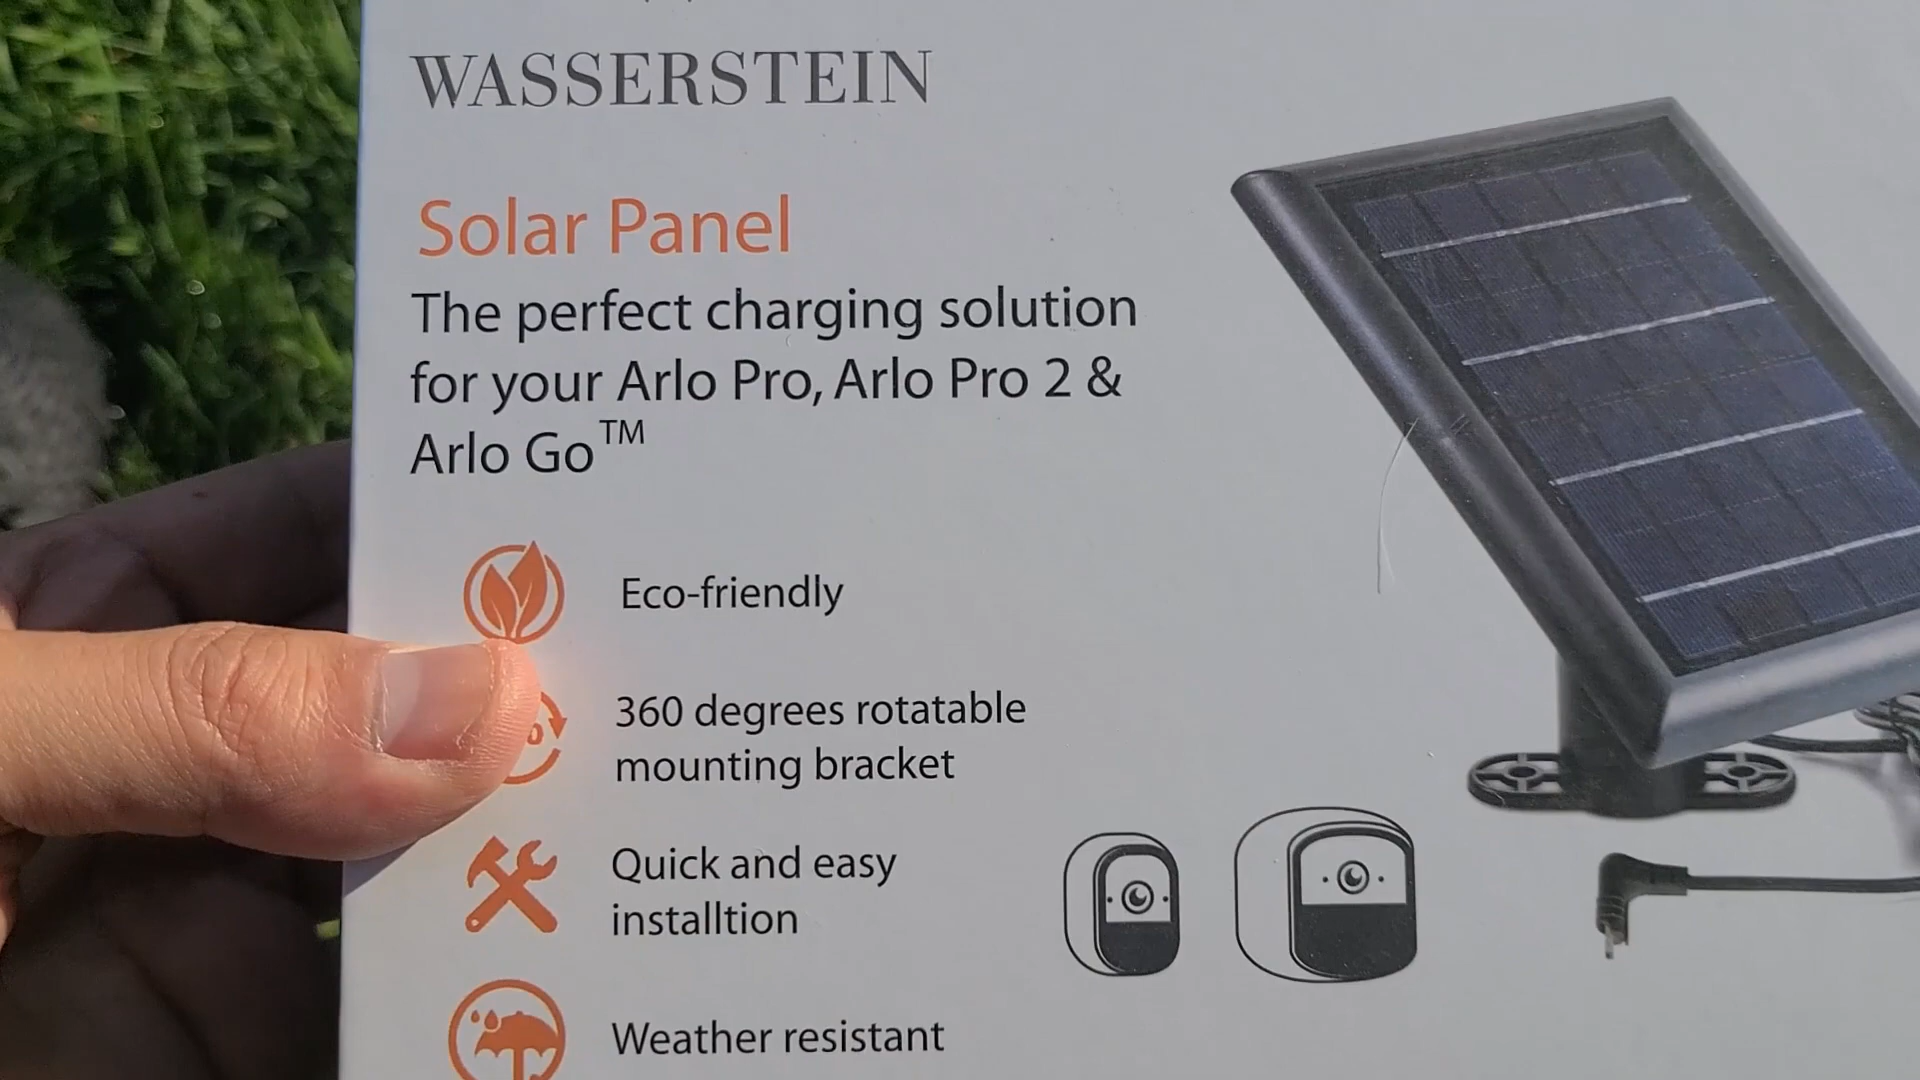 WASSERSTEIN
Solar Panel
The perfect charging solution
for your Arlo Pro, Arlo Pro 2 &
Arlo Go™
Eco-friendly
360 degrees rotatable
mounting bracket
Quick and easy
installtion
Weather resistant